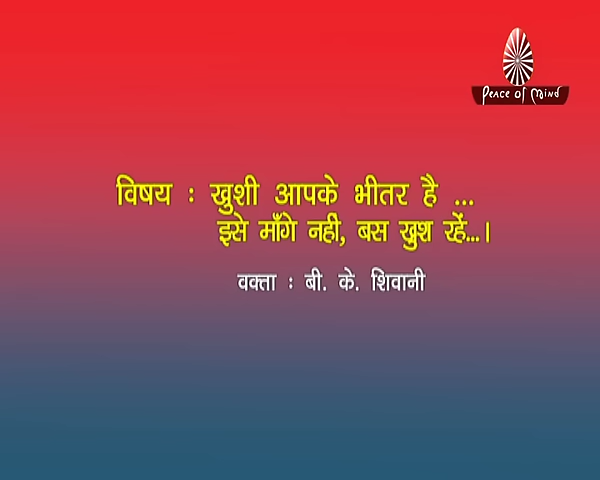 Peace of Mind
विषय : खुशी आपके भीतर है ...
इसे माँगे नहीं, बस खुश रहें...।
वक्ता : बी. के. शिवानी